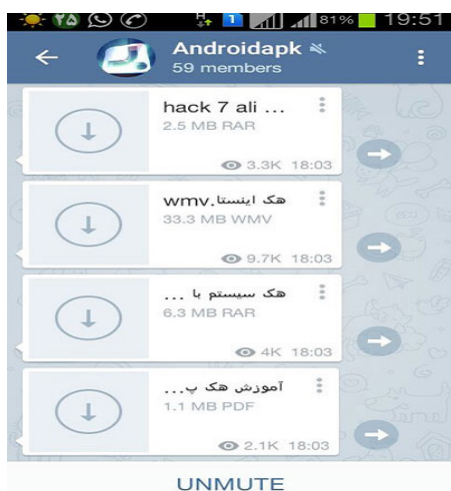 ۲۵ H 1 81% 19:51
Androidapk
59 members
hack 7 ali ...
2.5 MB RAR
3.3K 18:03
هک اینستا.wmv
33.3 MB WMV
9.7K 18:03
هک سیستم با ...
6.3 MB RAR
4K 18:03
آموزش هک پ...
1.1 MB PDF
2.1K 18:03
UNMUTE